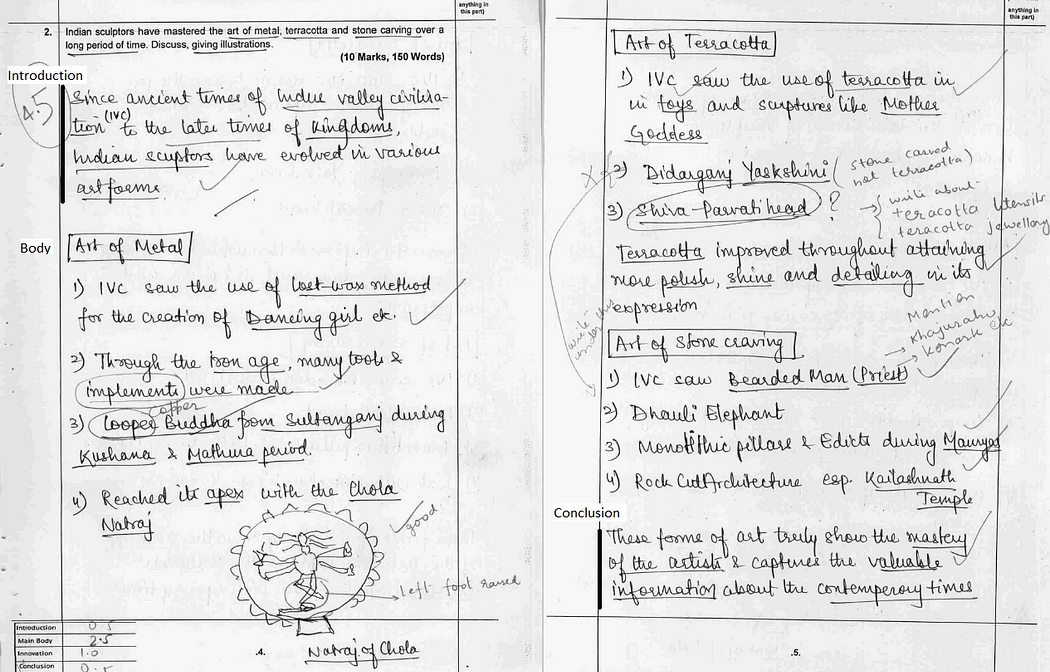 anything in
this part)
2. Indian sculptors have mastered the art of metal, terracotta and stone carving over a
long period of time. Discuss, giving illustrations.
(10 Marks, 150 Words)
Introduction
4.5
Since ancient times of Indus valley civiliza-
tion (IVC) to the later times of kingdoms,
Indian scuptors have evolved in various
art forms.
Body
Art of Metal
1) IVC saw the use of lost wax method
for the creation of Dancing girl etc.
2) Through the Iron age, many tools &
implements were made
copper
3) Cooper Buddha from Sultanganj during
Kushana & Mathura period.
4) Reached its apex with the Chola
Natraj
good
left foot raised
Natraj of Chola
Introduction 0.5
Main Body 2.5
Innovation 1.0
Conclusion 0.5
.4.
anything in
this part)
Art of Terracotta
1) IVC saw the use of terracotta in
in toys and scuptures like Mother
Goddess
2) Didarganj Yaskshini (stone carved
not terracotta)
3) Shiva-Parvati head ?
write about
teracotta utensils
teracotta jewellery
Terracotta improved throughout attaining
more polish, shine and detailing in its
expression
write under this
Art of Stone craving
Mention
Khajuraho
Konark etc
1) IVC saw Bearded Man (Priest)
2) Dhauli Elephant
3) Monotithic pillars & Edicts during Mauryas
4) Rock Cut Architecture esp. Kailashnath
Temple
Conclusion
These forms of art truly show the mastery
of the artists & captures the valuable
information about the contemporary times
.5.